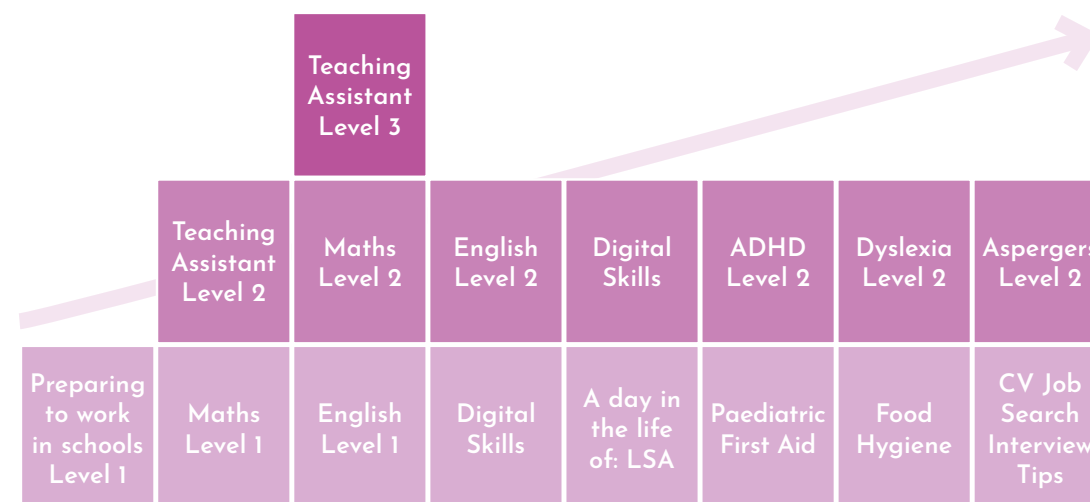 Teaching
Assistant
Level 3
Teaching
Assistant
Level 2
Maths
Level 2
English
Level 2
Digital
Skills
ADHD
Level 2
Dyslexia
Level 2
Aspergers
Level 2
Preparing
to work
in schools
Level 1
Maths
Level 1
English
Level 1
Digital
Skills
A day in
the life
of: LSA
Paediatric
First Aid
Food
Hygiene
CV Job
Search
Interview
Tips